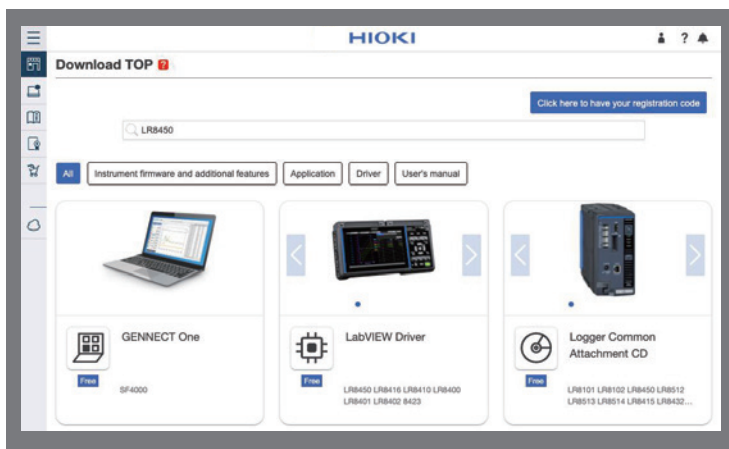 HIOKI
?
Download TOP ?
Click here to have your registration code
LR8450
All
Instrument firmware and additional features
Application
Driver
User's manual
GENNECT One
Free
SF4000
LabVIEW Driver
Free
LR8450 LR8416 LR8410 LR8400
LR8401 LR8402 8423
Logger Common
Attachment CD
Free
LR8101 LR8102 LR8450 LR8512
LR8513 LR8514 LR8415 LR8432...